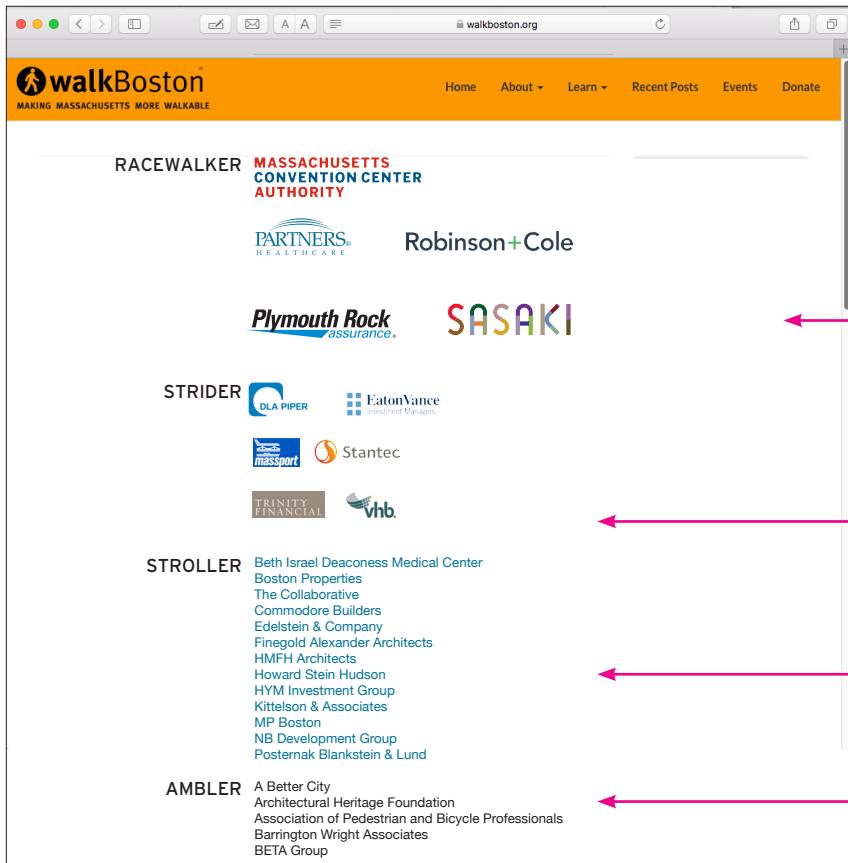 A A walkbostonorg
walkBoston
MAKING MASSACHUSETTS MORE WALKABLE
Home About Learn Recent Posts Events Donate
RACEWALKER
MASSACHUSETTS
CONVENTION CENTER
AUTHORITY
PARTNERS®
HEALTHCARE
Robinson+Cole
Plymouth Rock
assurance®
SASAKI
STRIDER
DLA PIPER
EatonVance
Investment Managers
massport
Stantec
TRINITY
FINANCIAL
vhb.
STROLLER
Beth Israel Deaconess Medical Center
Boston Properties
The Collaborative
Commodore Builders
Edelstein & Company
Finegold Alexander Architects
HMFH Architects
Howard Stein Hudson
HYM Investment Group
Kittelson & Associates
MP Boston
NB Development Group
Posternak Blankstein & Lund
AMBLER
A Better City
Architectural Heritage Foundation
Association of Pedestrian and Bicycle Professionals
Barrington Wright Associates
BETA Group